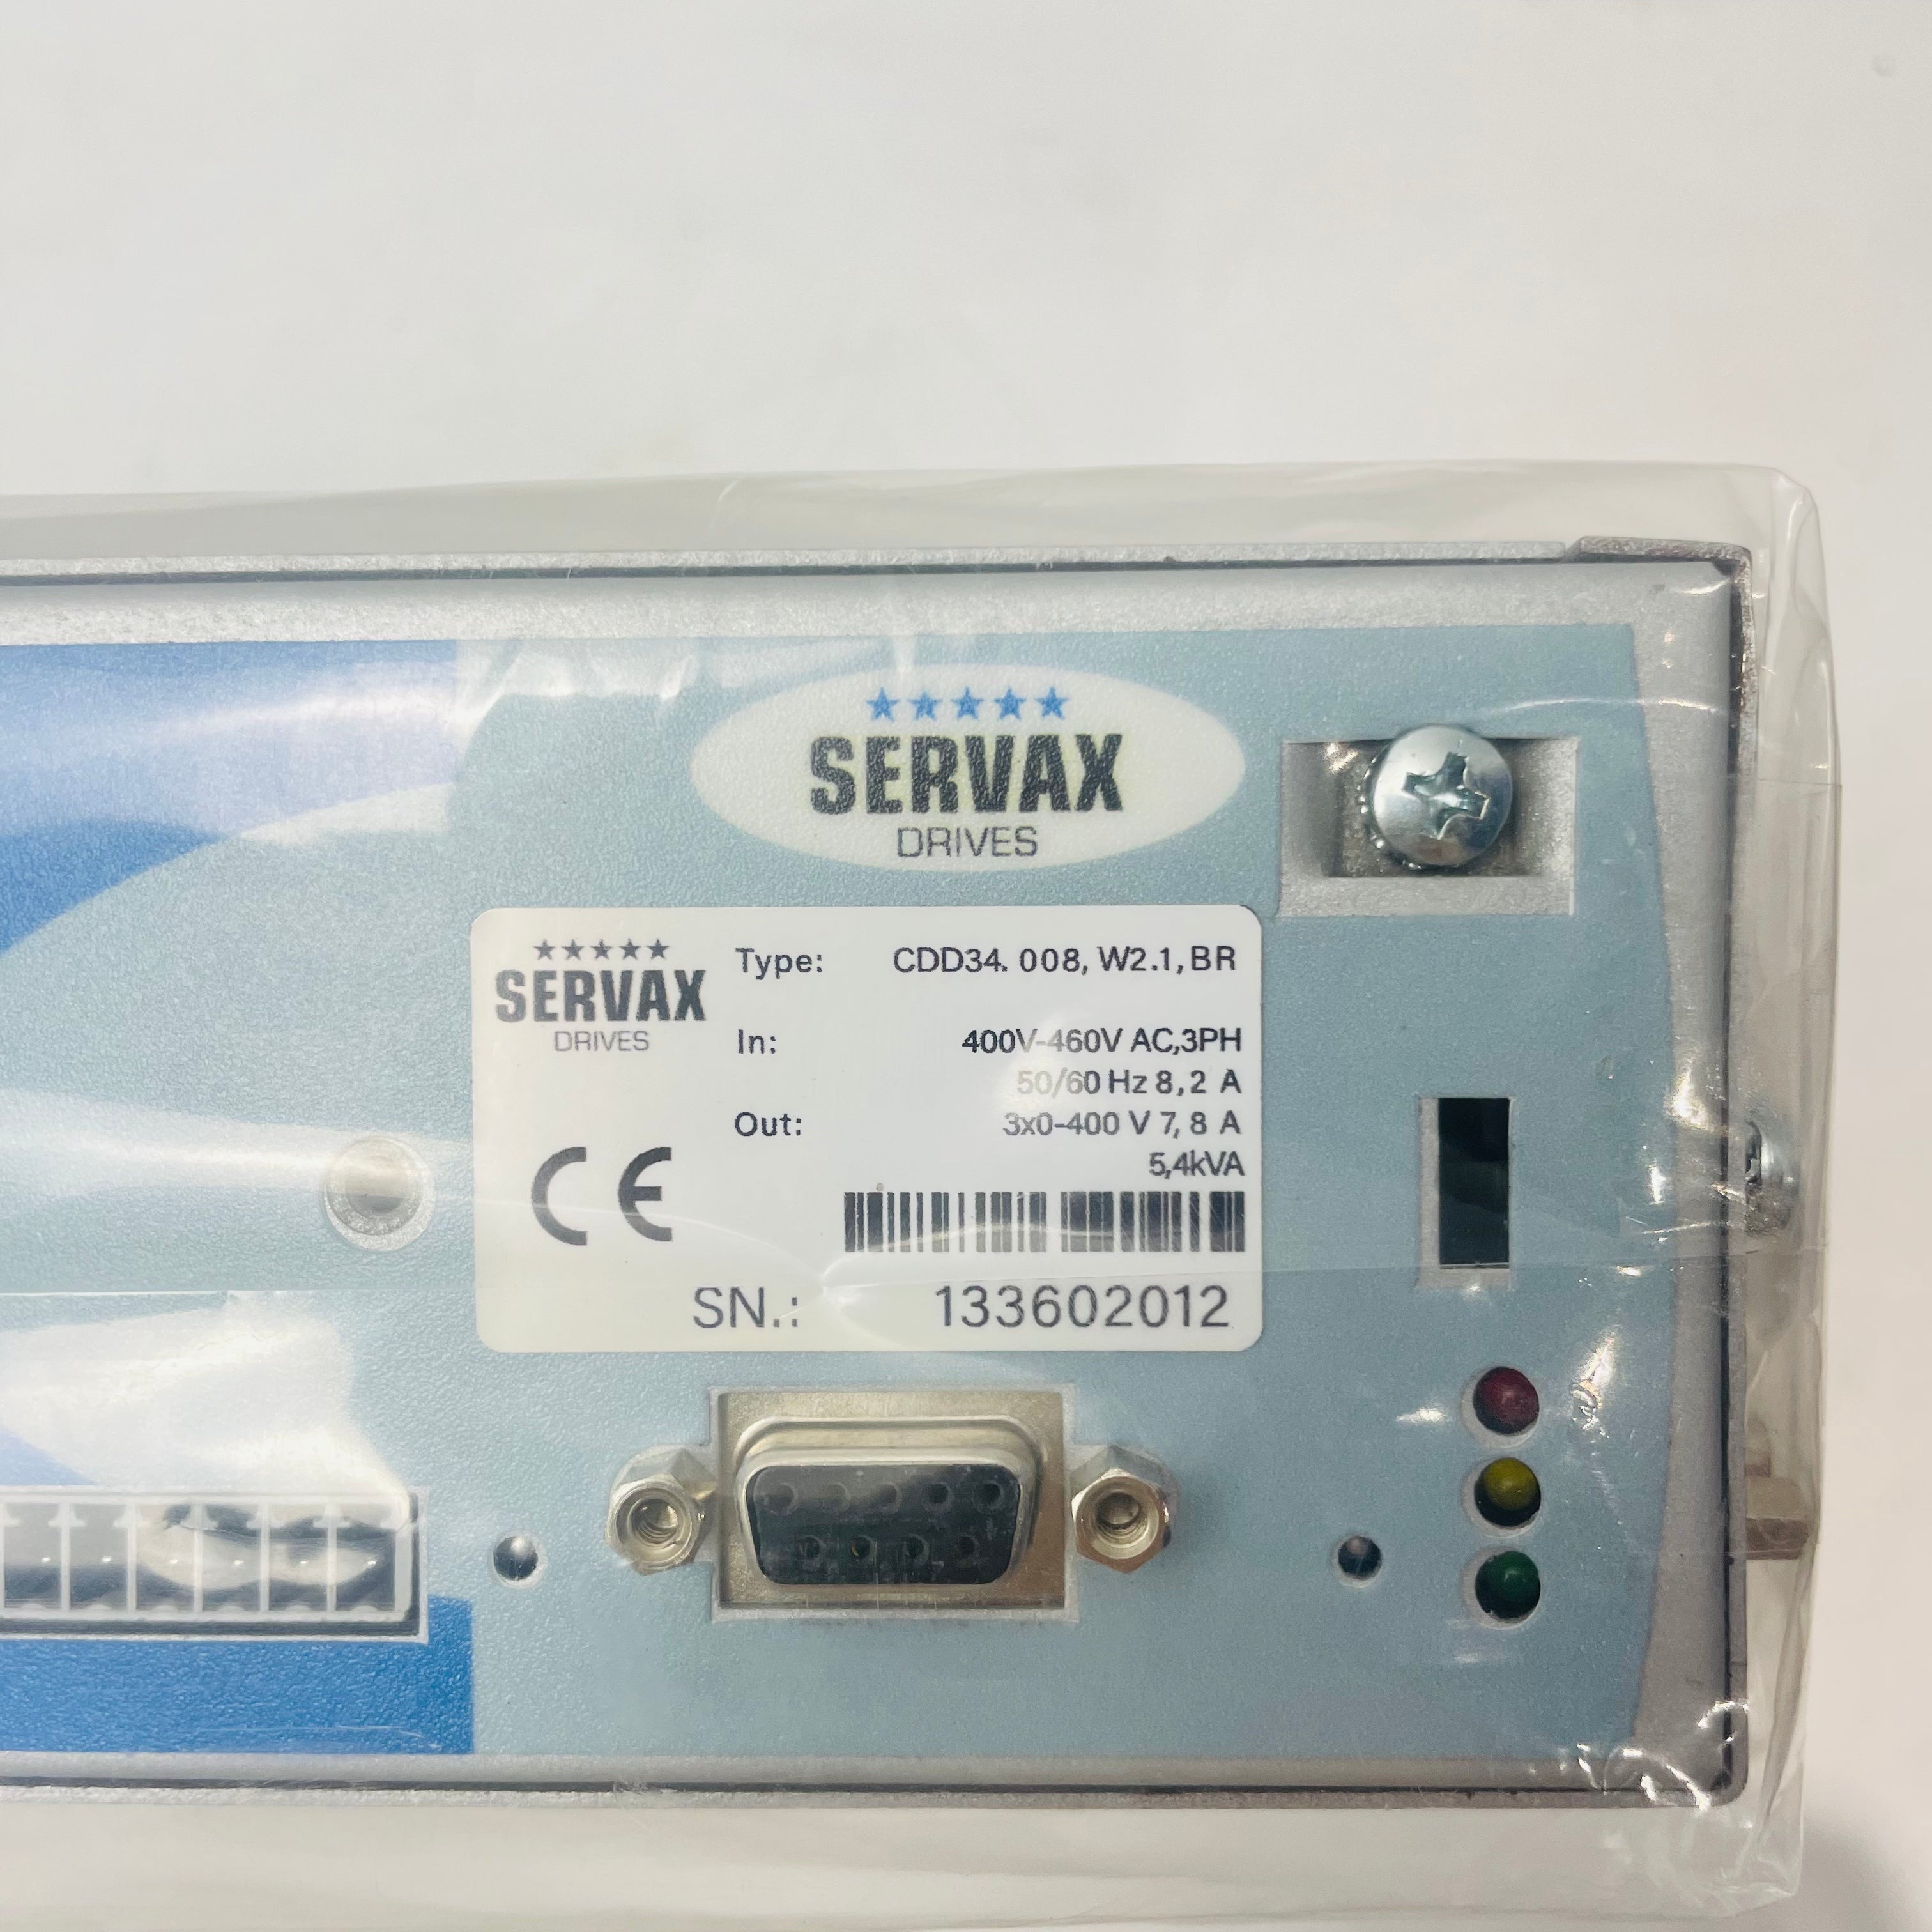 SERVAX
DRIVES
SERVAX
DRIVES
Type: CDD34. 008, W2.1, BR
In: 400V-460V AC,3PH
50/60 Hz 8,2 A
Out: 3x0-400 V 7, 8 A
5,4kVA
CE
SN.: 133602012